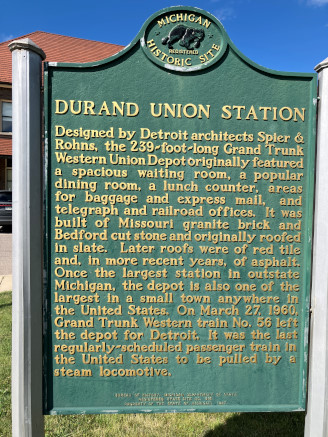 MICHIGAN
REGISTERED
HISTORIC SITE
DURAND UNION STATION
Designed by Detroit architects Spier &
Rohns, the 239-foot-long Grand Trunk
Western Union Depot originally featured
a spacious waiting room, a popular
dining room, a lunch counter, areas
for baggage and express mail, and
telegraph and railroad offices. It was
built of Missouri granite brick and
Bedford cut stone and originally roofed
in slate. Later roofs were of red tile
and, in more recent years, of asphalt.
Once the largest station in outstate
Michigan, the depot is also one of the
largest in a small town anywhere in
the United States. On March 27, 1960,
Grand Trunk Western train No. 56 left
the depot for Detroit. It was the last
regularly-scheduled passenger train in
the United States to be pulled by a
steam locomotive.